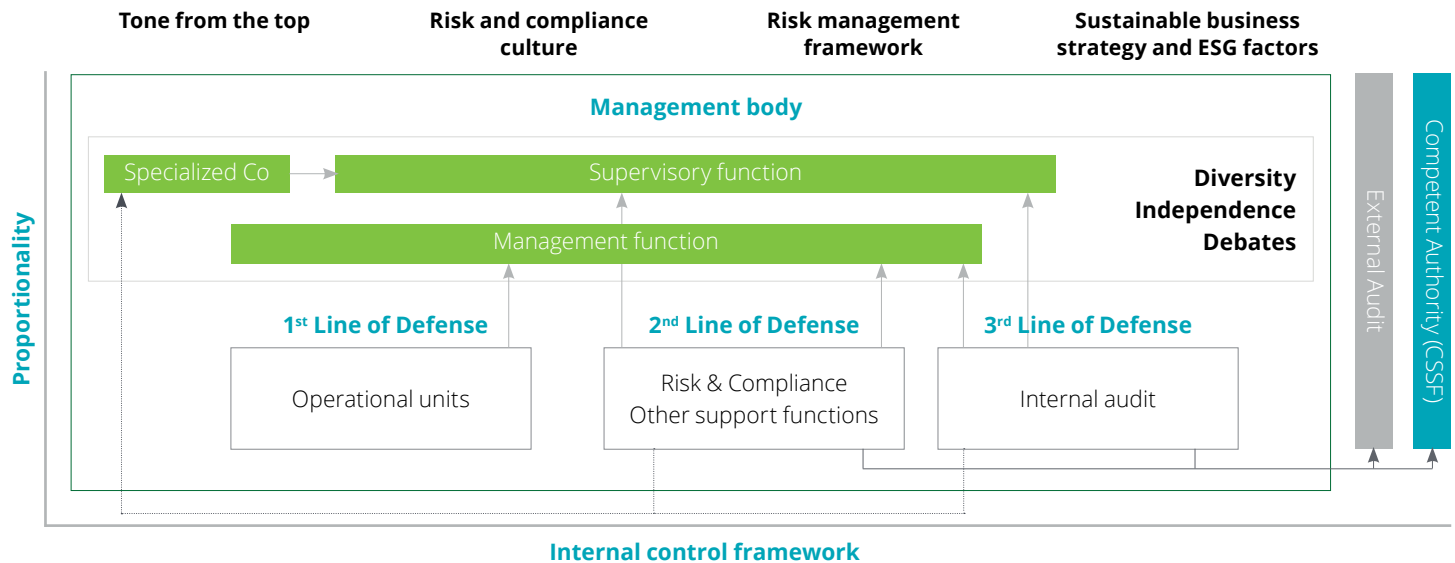 Tone from the top
Risk and compliance
culture
Risk management
framework
Sustainable business
strategy and ESG factors
Management body
Specialized Co
Supervisory function
Management function
Diversity
Independence
Debates
1st Line of Defense
2nd Line of Defense
3rd Line of Defense
Operational units
Risk & Compliance
Other support functions
Internal audit
Proportionality
External Audit
Competent Authority (CSSF)
Internal control framework